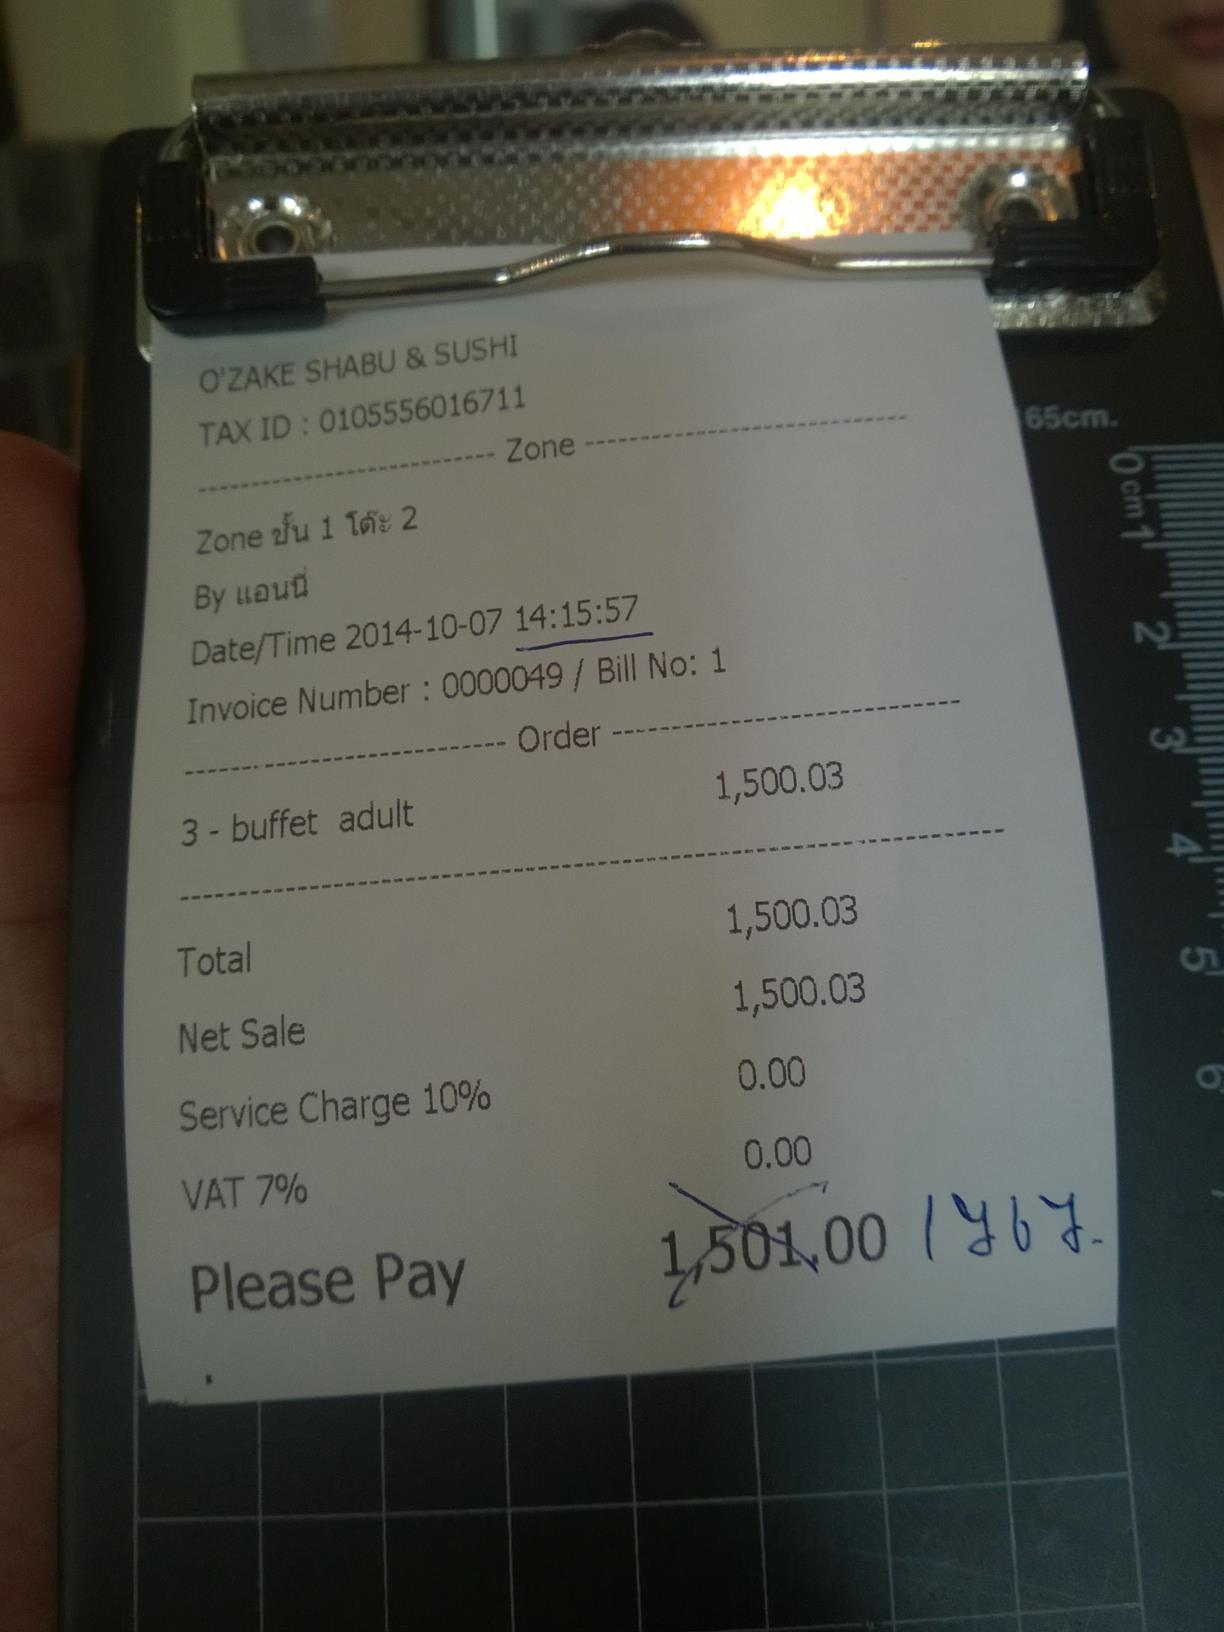 O'ZAKE SHABU & SUSHI
TAX ID : 0105556016711
-------------------------- Zone ----------------------------
Zone ชั้น 1 โต๊ะ 2
By แอนนี่
Date/Time 2014-10-07 14:15:57
Invoice Number : 0000049 / Bill No: 1
---------------------------- Order ------------------------------
3 - buffet adult 1,500.03
--------------------------------------------------------------------
Total 1,500.03
Net Sale 1,500.03
Service Charge 10% 0.00
VAT 7% 0.00
Please Pay 1,501.00
65cm.
0 cm 1
2
3
4
5
6